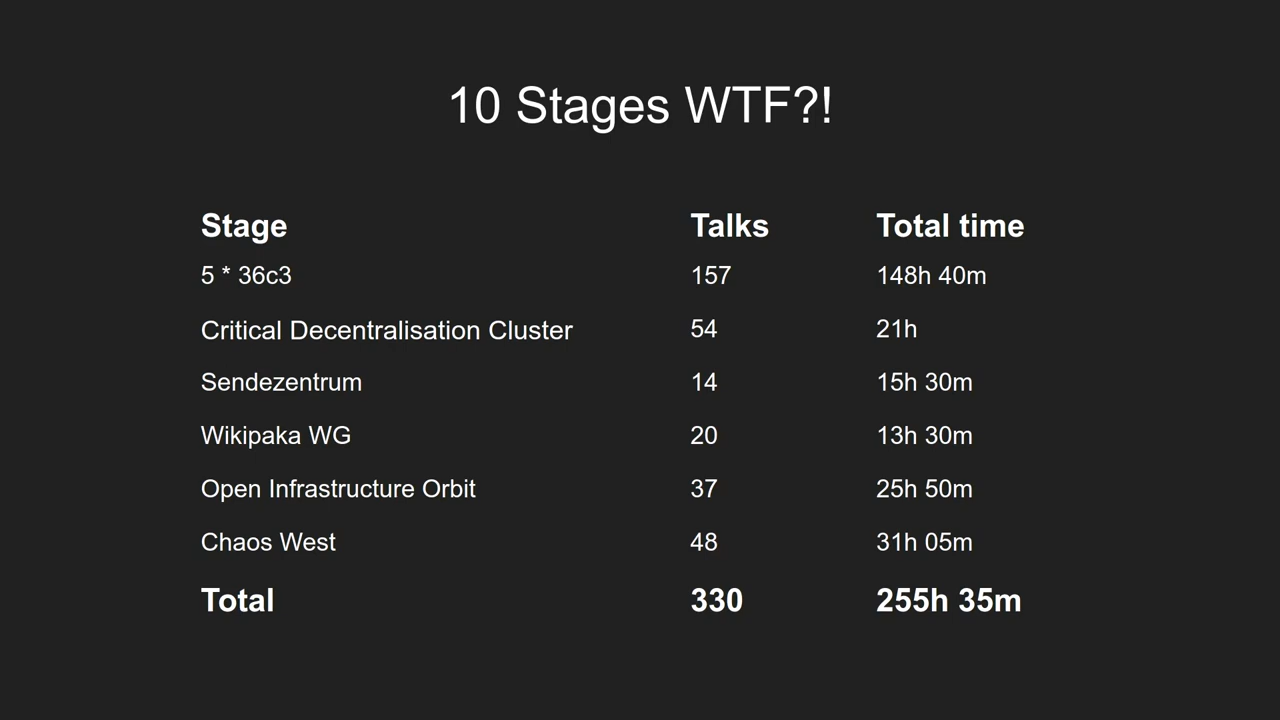 10 Stages WTF?!
Stage Talks Total time
5 * 36c3 157 148h 40m
Critical Decentralisation Cluster 54 21h
Sendezentrum 14 15h 30m
Wikipaka WG 20 13h 30m
Open Infrastructure Orbit 37 25h 50m
Chaos West 48 31h 05m
Total 330 255h 35m